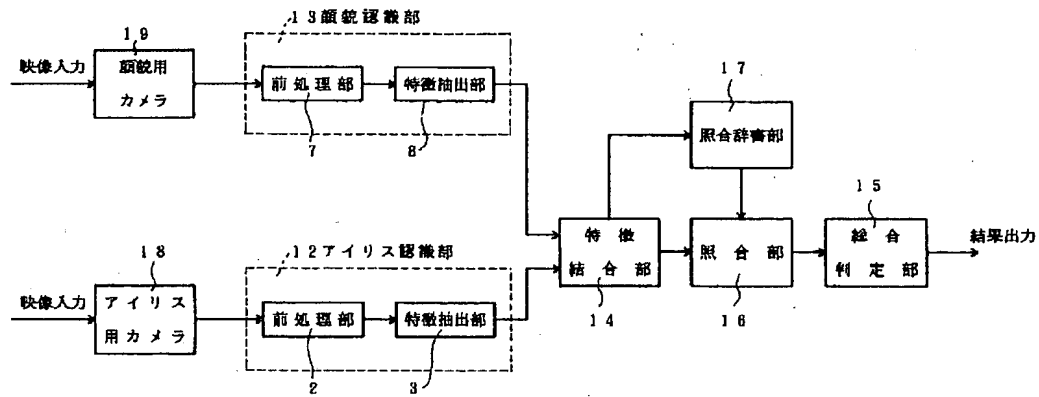 13顔貌認識部
19
映像入力
顔貌用
カメラ
前処理部
特徴抽出部
7
8
17
照合辞書部
15
特徴
結合部
照合部
総合
判定部
結果出力
14
16
12アイリス認識部
18
映像入力
アイリス
用カメラ
前処理部
特徴抽出部
2
3